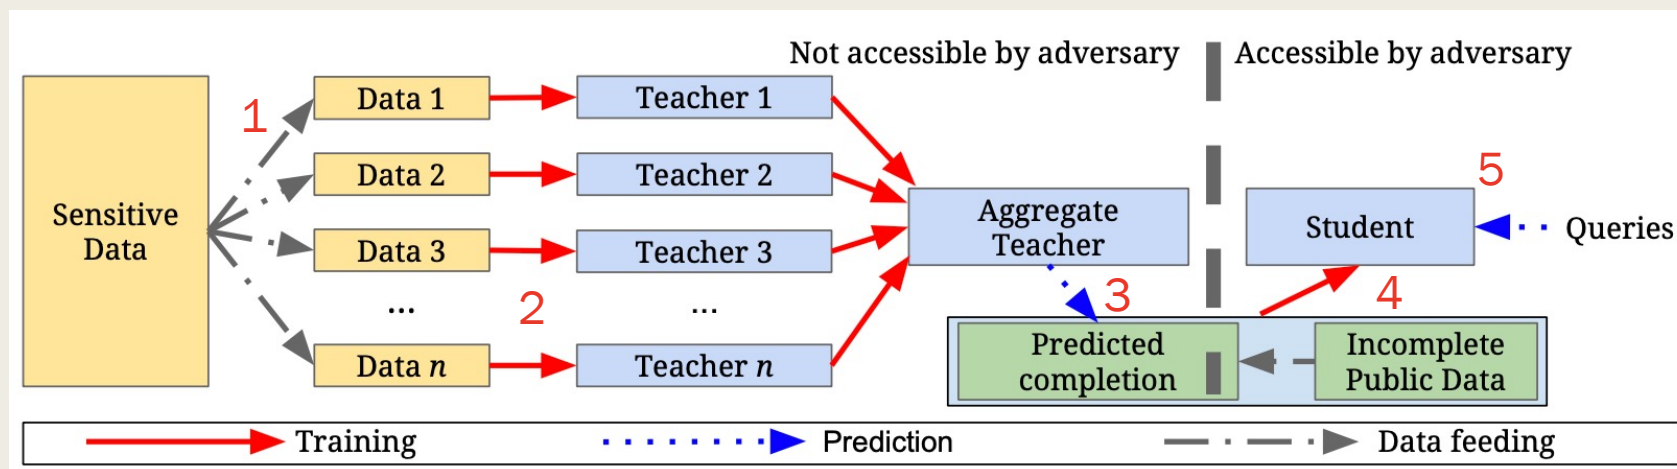 Not accessible by adversary
Accessible by adversary
Sensitive
Data
1
Data 1
Teacher 1
Data 2
Teacher 2
Data 3
Teacher 3
...
2
...
Data n
Teacher n
Aggregate
Teacher
3
Predicted
completion
Incomplete
Public Data
4
Student
5
Queries
Training
Prediction
Data feeding